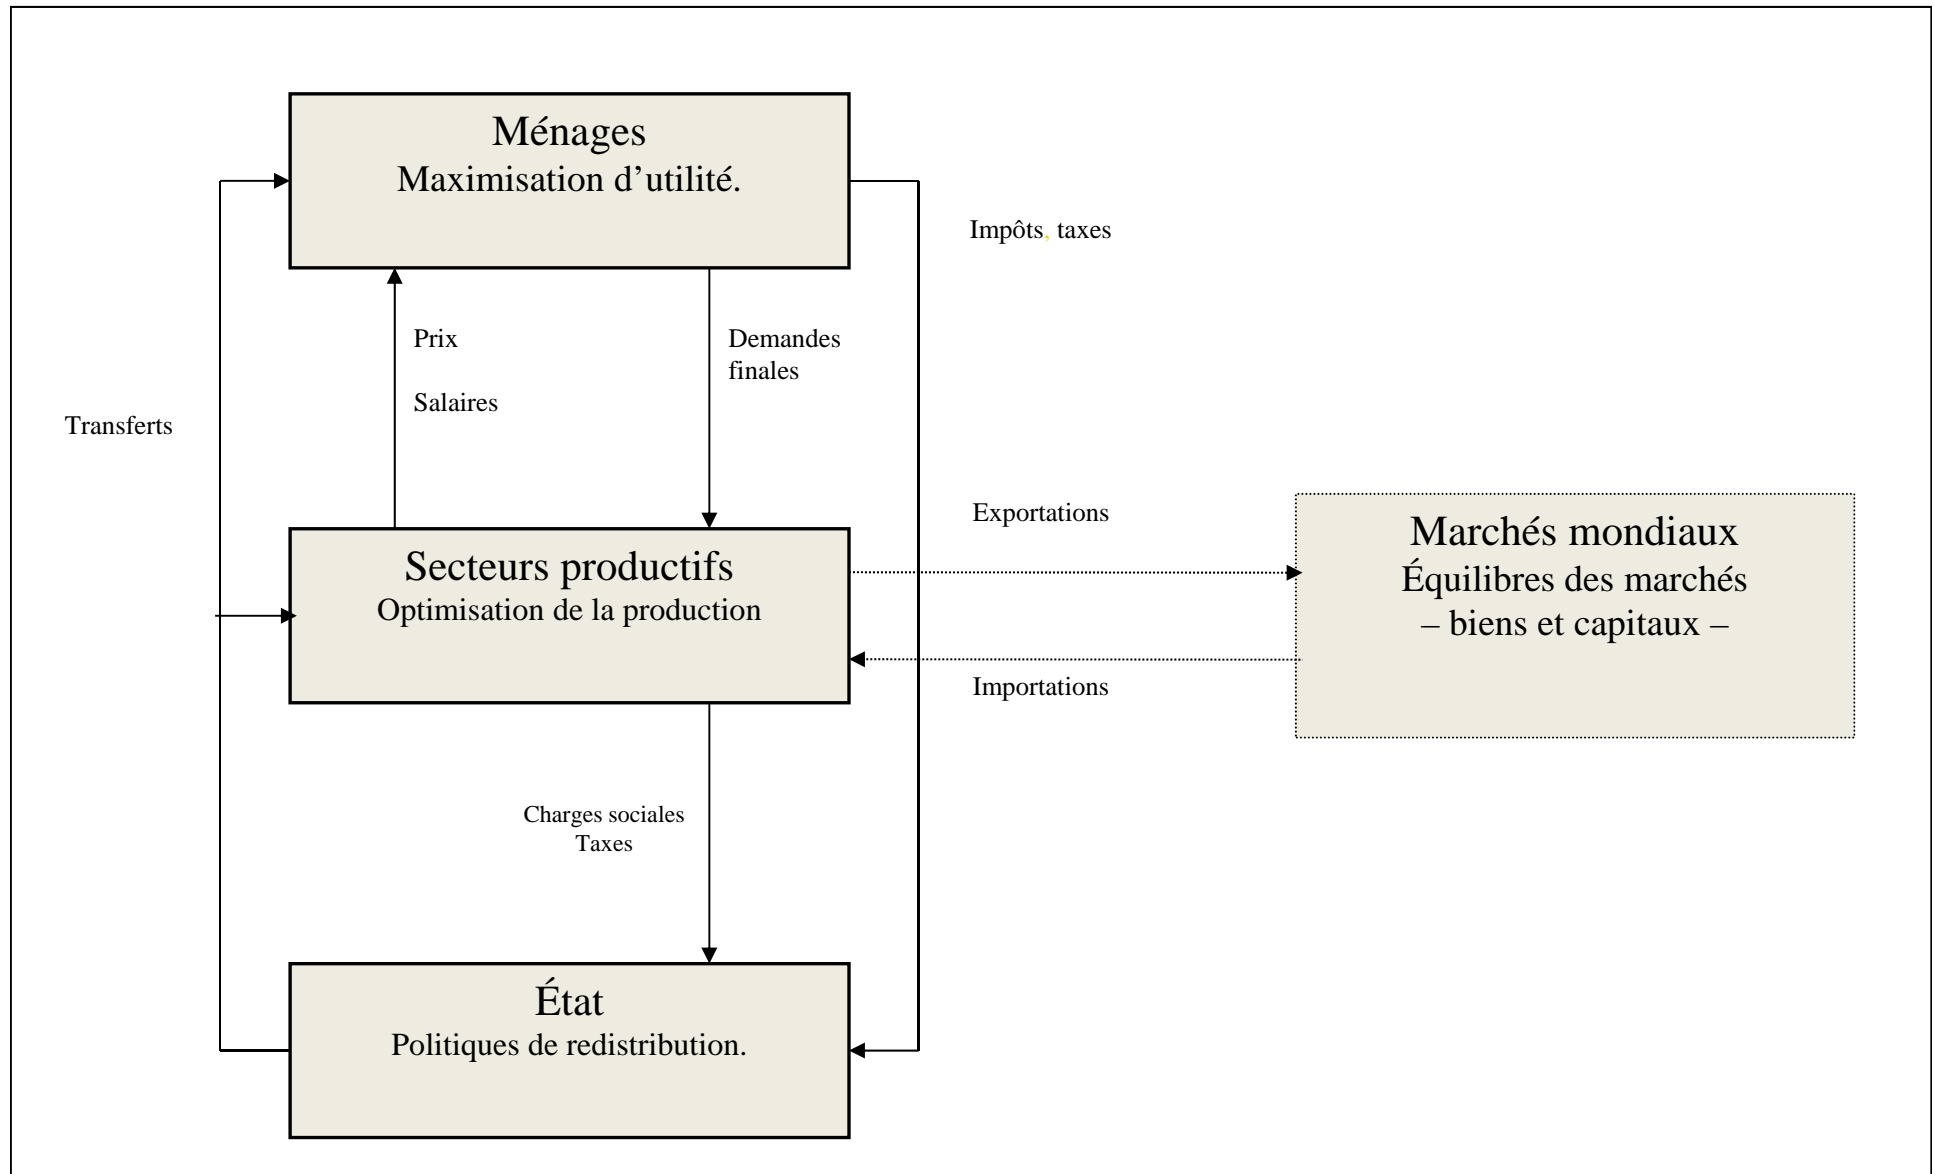 Ménages
Maximisation d’utilité.
Impôts, taxes
Prix
Salaires
Demandes
finales
Transferts
Exportations
Secteurs productifs
Optimisation de la production
Marchés mondiaux
Équilibres des marchés
– biens et capitaux –
Importations
Charges sociales
Taxes
État
Politiques de redistribution.